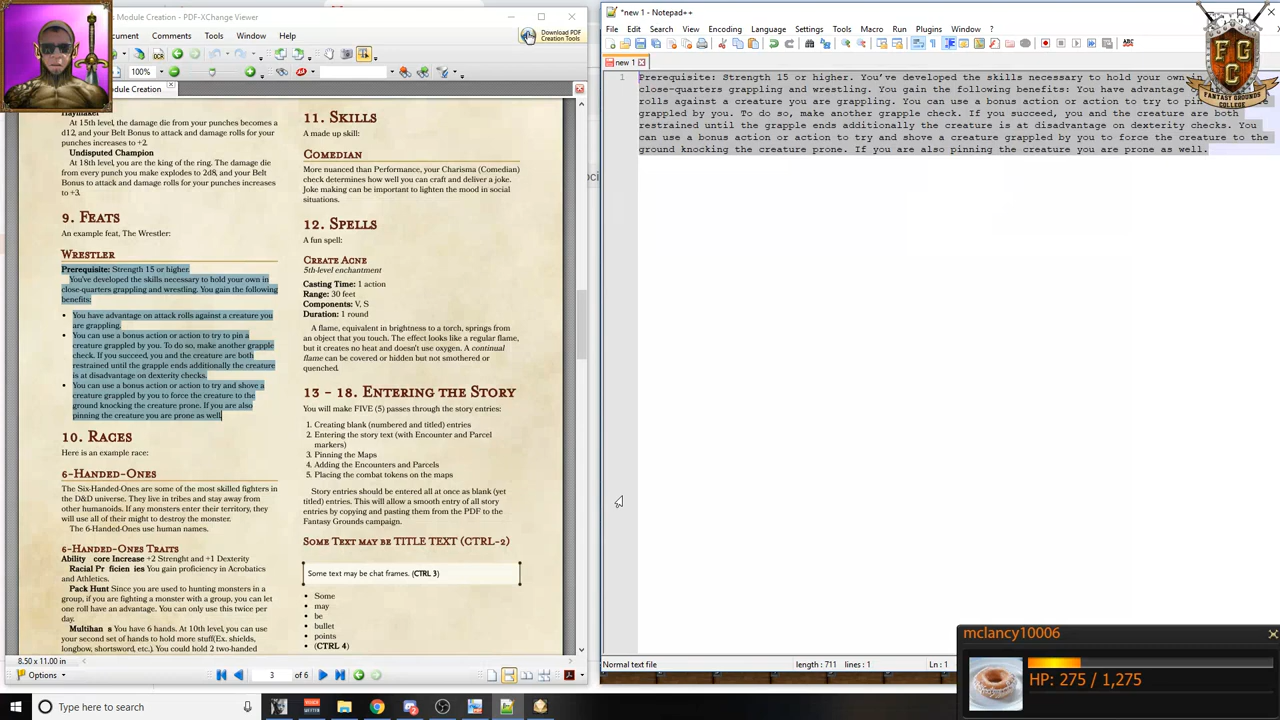 s Module Creation - PDF-XChange Viewer
ocument
Comments
Tools
Window
Help
Download PDF
Creation Tools
OCR
100%
odule Creation
Haymaker
At 15th level, the damage die from your punches becomes a
d12, and your Belt Bonus to attack and damage rolls for your
punches increases to +2.
Undisputed Champion
At 18th level, you are the king of the ring. The damage die
from every punch you make explodes to 2d8, and your Belt
Bonus to attack and damage rolls for your punches increases
to +3.
9. Feats
An example feat, The Wrestler:
Wrestler
Prerequisite: Strength 15 or higher.
You've developed the skills necessary to hold your own in
close-quarters grappling and wrestling. You gain the following
benefits:
• You have advantage on attack rolls against a creature you
are grappling.
• You can use a bonus action or action to try to pin a
creature grappled by you. To do so, make another grapple
check. If you succeed, you and the creature are both
restrained until the grapple ends additionally the creature
is at disadvantage on dexterity checks.
• You can use a bonus action or action to try and shove a
creature grappled by you to force the creature to the
ground knocking the creature prone. If you are also
pinning the creature you are prone as well.
10. Races
Here is an example race:
6-Handed-Ones
The Six-Handed-Ones are some of the most skilled fighters in
the D&D universe. They live in tribes and stay away from
other humanoids. If any monsters enter their territory, they
will use all of their might to destroy the monster.
The 6-Handed-Ones use human names.
6-Handed-Ones Traits
Ability core Increase +2 Strenght and +1 Dexterity
Racial Pr ficien ies You gain proficiency in Acrobatics
and Athletics.
Pack Hunt Since you are used to hunting monsters in a
group, if you are fighting a monster with a group, you can let
one roll have an advantage. You can only use this twice per
day.
Multihan s You have 6 hands. At 10th level, you can use
your second set of hands to hold more stuff(Ex. shields,
longbow, shortsword, etc.). You could hold 2 two-handed
11. Skills
A made up skill:
Comedian
More nuanced than Performance, your Charisma (Comedian)
check determines how well you can craft and deliver a joke.
Joke making can be important to lighten the mood in social
situations.
12. Spells
A fun spell:
Create Acne
5th-level enchantment
Casting Time: 1 action
Range: 30 feet
Components: V, S
Duration: 1 round
A flame, equivalent in brightness to a torch, springs from
an object that you touch. The effect looks like a regular flame,
but it creates no heat and doesn't use oxygen. A continual
flame can be covered or hidden but not smothered or
quenched.
13 – 18. Entering the Story
You will make FIVE (5) passes through the story entries:
1. Creating blank (numbered and titled) entries
2. Entering the story text (with Encounter and Parcel
markers)
3. Pinning the Maps
4. Adding the Encounters and Parcels
5. Placing the combat tokens on the maps
Story entries should be entered all at once as blank (yet
titled) entries. This will allow a smooth entry of all story
entries by copying and pasting them from the PDF to the
Fantasy Grounds campaign.
Some Text may be TITLE TEXT (CTRL-2)
Some text may be chat frames. (CTRL 3)
• Some
• may
• be
• bullet
• points
• (CTRL 4)
8.50 x 11.00 in
Options
3
of 6
*new 1 - Notepad++
File Edit Search View Encoding Language Settings Tools Macro Run Plugins Window ?
new 1
1
Prerequisite: Strength 15 or higher. You've developed the skills necessary to hold your own in
close-quarters grappling and wrestling. You gain the following benefits: You have advantage
rolls against a creature you are grappling. You can use a bonus action or action to try to pin
grappled by you. To do so, make another grapple check. If you succeed, you and the creature are both
restrained until the grapple ends additionally the creature is at disadvantage on dexterity checks. You
can use a bonus action or action to try and shove a creature grappled by you to force the creature to the
ground knocking the creature prone. If you are also pinning the creature you are prone as well.
FG
CC
FANTASY GROUNDS
COLLEGE
Normal text file
length : 711 lines : 1
Ln : 1
mclancy10006
HP: 275 / 1,275
Type here to search